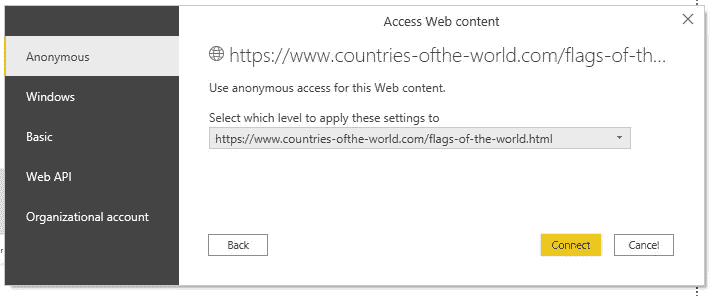 Access Web content
Anonymous
Windows
Basic
Web API
Organizational account
https://www.countries-ofthe-world.com/flags-of-th...
Use anonymous access for this Web content.
Select which level to apply these settings to
https://www.countries-ofthe-world.com/flags-of-the-world.html
Back
Connect
Cancel